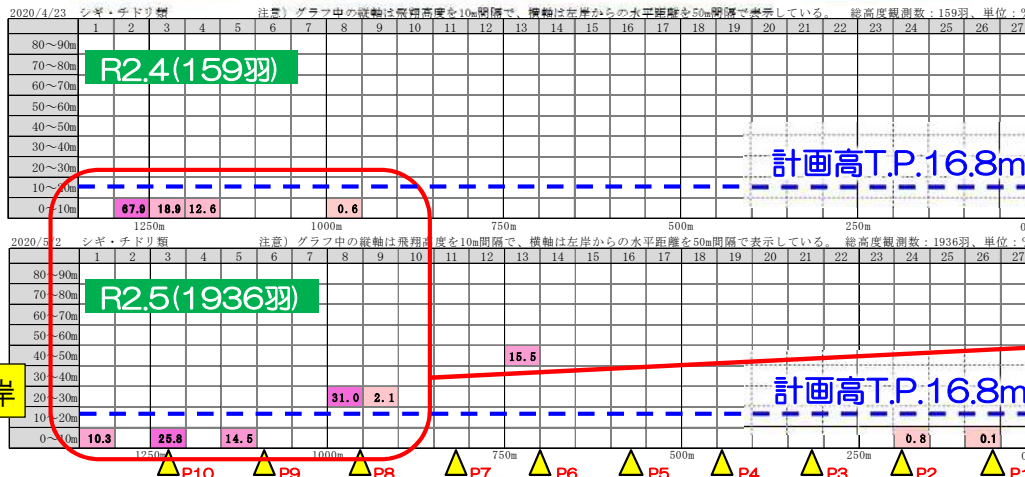 2020/4/23 シギ・チドリ類 注意）グラフ中の縦軸は飛翔高度を10m間隔で、横軸は左岸からの水平距離を50m間隔で表示している。 総高度観測数：159羽、単位：%
1 2 3 4 5 6 7 8 9 10 11 12 13 14 15 16 17 18 19 20 21 22 23 24 25 26 27
80～90m
70～80m
R2.4(159羽)
60～70m
50～60m
40～50m
30～40m
20～30m
計画高T.P.16.8m
10～20m
0～10m 67.9 18.9 12.6 0.6
1250m 1000m 750m 500m 250m 0
2020/5/2 シギ・チドリ類 注意）グラフ中の縦軸は飛翔高度を10m間隔で、横軸は左岸からの水平距離を50m間隔で表示している。 総高度観測数：1936羽、単位：%
1 2 3 4 5 6 7 8 9 10 11 12 13 14 15 16 17 18 19 20 21 22 23 24 25 26 27
80～90m
70～80m
R2.5(1936羽)
60～70m
50～60m
40～50m 15.5
30～40m
岸
20～30m 31.0 2.1
計画高T.P.16.8m
10～20m
0～10m 10.3 25.8 14.5 0.8 0.1
1250m 1000m 750m 500m 250m 0
P10 P9 P8 P7 P6 P5 P4 P3 P2 P1